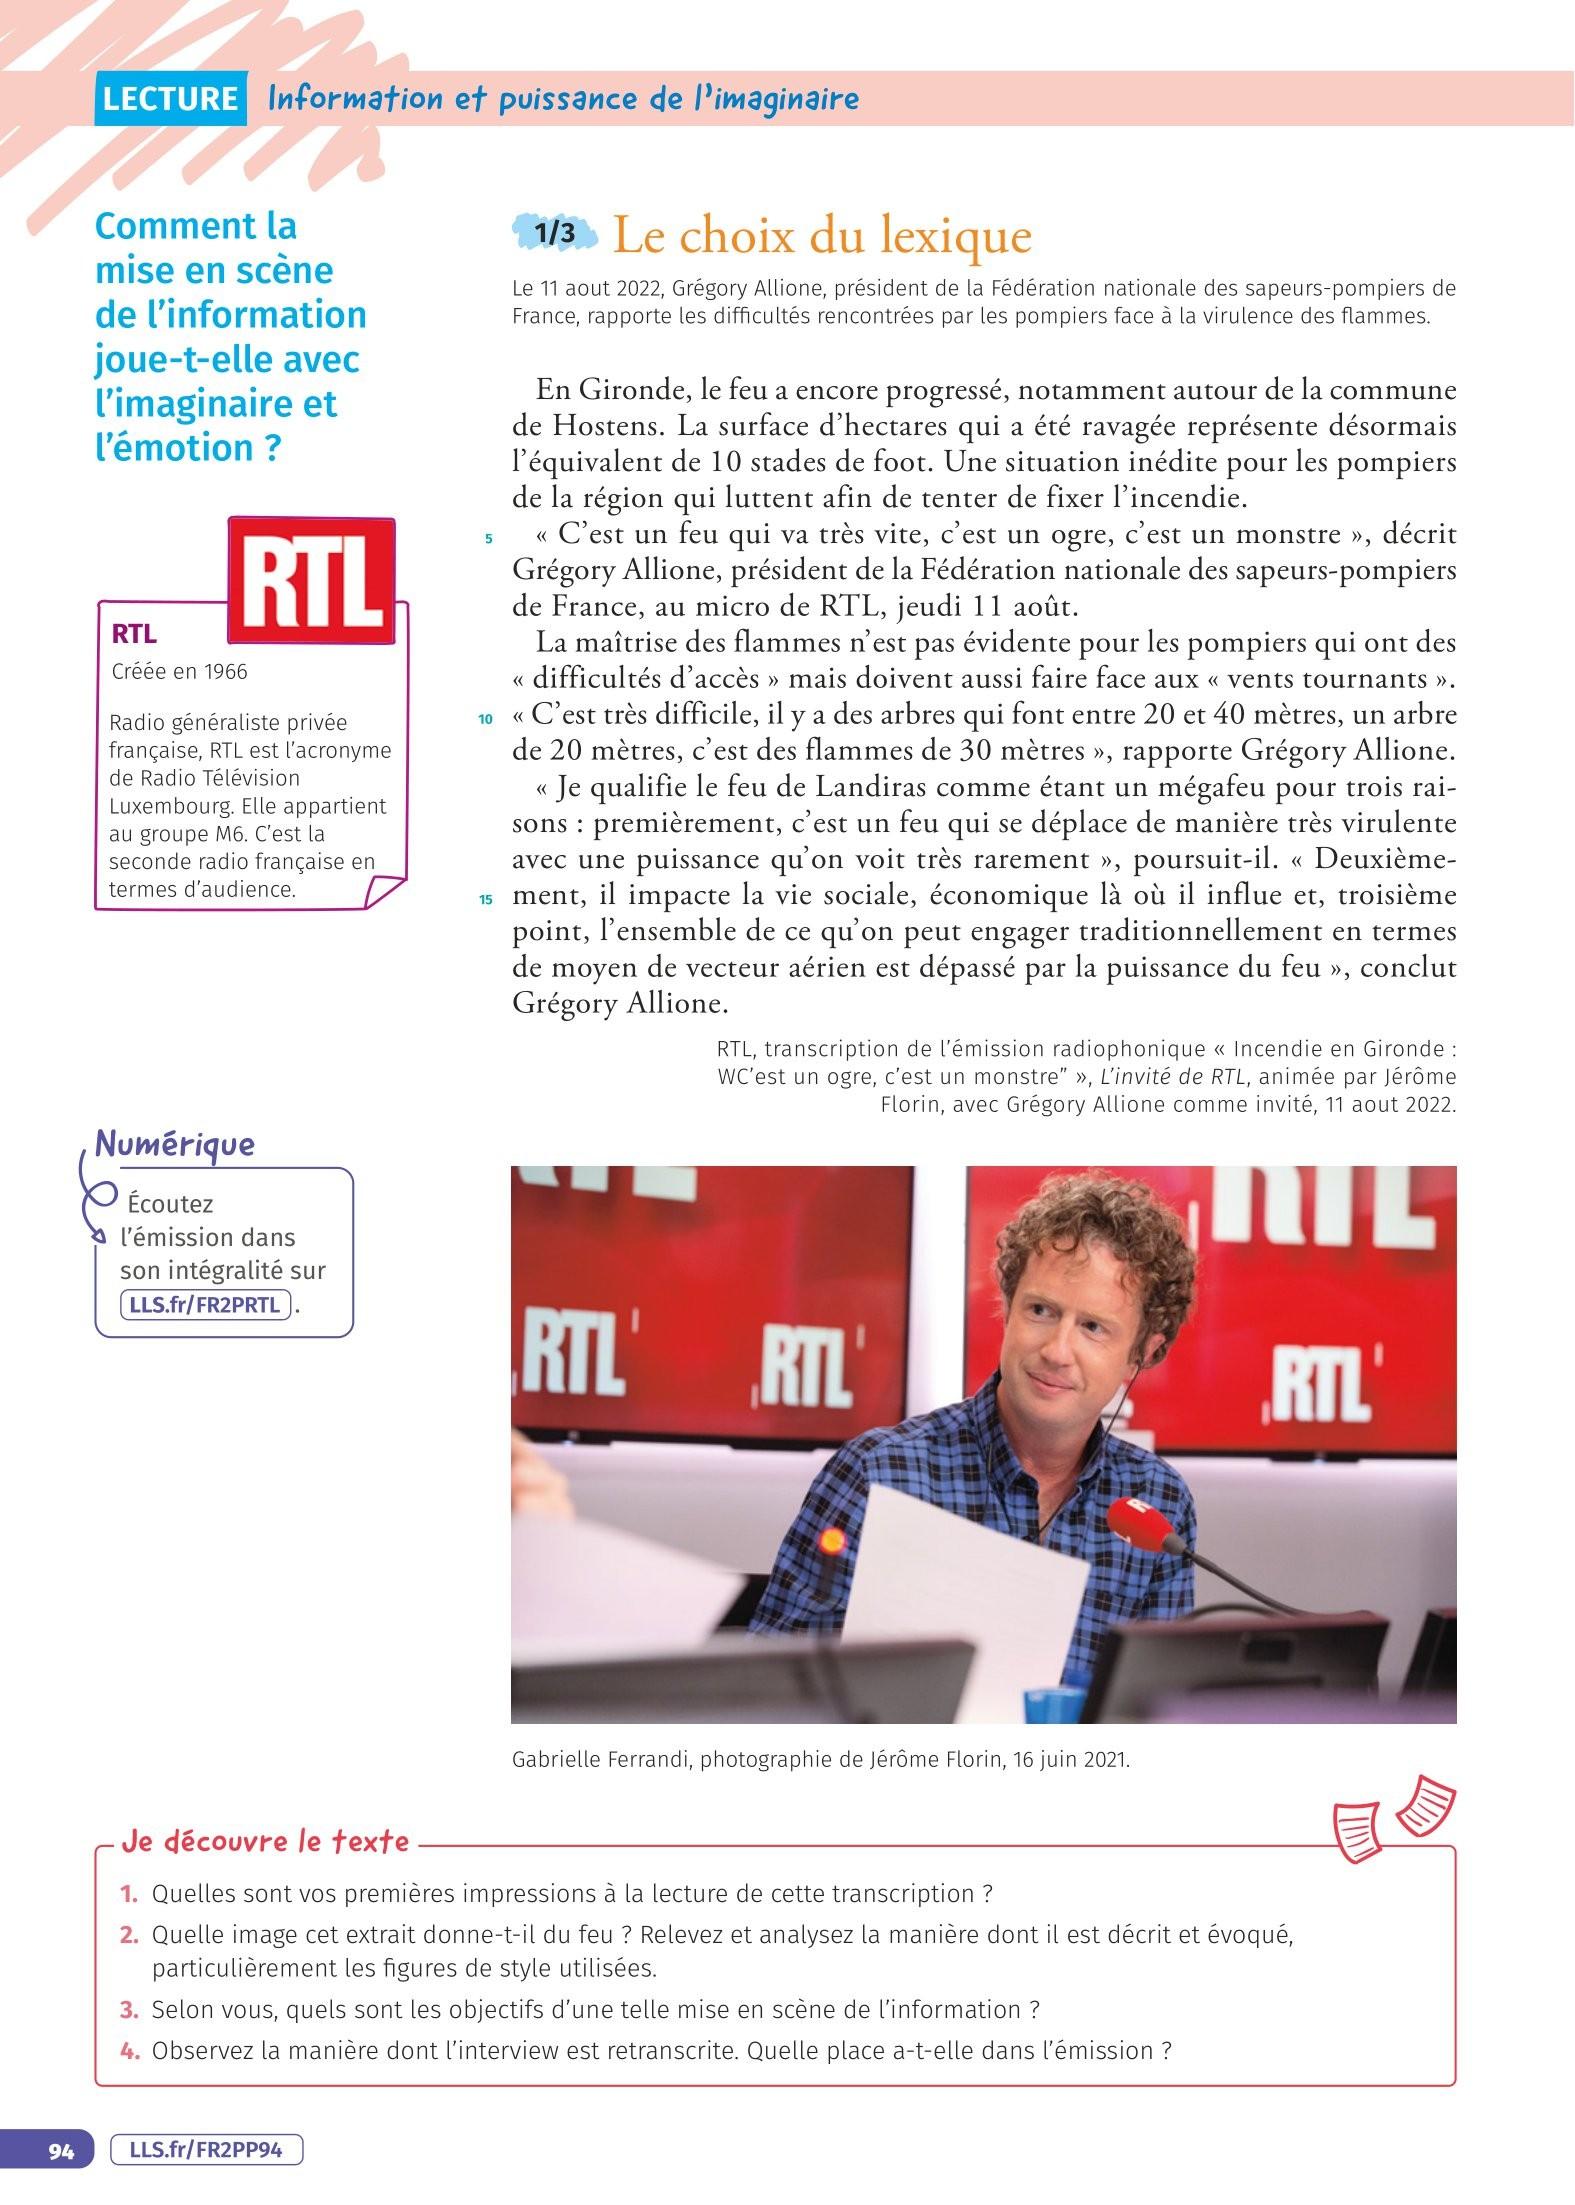 LECTURE Information et puissance de l'imaginaire
Comment la
mise en scène
de l'information
joue-t-elle avec
l'imaginaire et
l'émotion ?
RTL
RTL
Créée en 1966
Radio généraliste privée
française, RTL est l'acronyme
de Radio Télévision
Luxembourg. Elle appartient
au groupe M6. C'est la
seconde radio française en
termes d'audience.
Numérique
Écoutez
l'émission dans
son intégralité sur
LLS.fr/FR2PRTL .
1/3 Le choix du lexique
Le 11 aout 2022, Grégory Allione, président de la Fédération nationale des sapeurs-pompiers de
France, rapporte les difficultés rencontrées par les pompiers face à la virulence des flammes.
En Gironde, le feu a encore progressé, notamment autour de la commune
de Hostens. La surface d'hectares qui a été ravagée représente désormais
l'équivalent de 10 stades de foot. Une situation inédite pour les pompiers
de la région qui luttent afin de tenter de fixer l'incendie.
5 « C'est un feu qui va très vite, c'est un ogre, c'est un monstre », décrit
Grégory Allione, président de la Fédération nationale des sapeurs-pompiers
de France, au micro de RTL, jeudi 11 août.
La maîtrise des flammes n'est pas évidente pour les pompiers qui ont des
« difficultés d'accès » mais doivent aussi faire face aux « vents tournants ».
10 « C'est très difficile, il y a des arbres qui font entre 20 et 40 mètres, un arbre
de 20 mètres, c'est des flammes de 30 mètres », rapporte Grégory Allione.
« Je qualifie le feu de Landiras comme étant un mégafeu pour trois rai-
sons : premièrement, c'est un feu qui se déplace de manière très virulente
avec une puissance qu'on voit très rarement », poursuit-il. « Deuxième-
15 ment, il impacte la vie sociale, économique là où il influe et, troisième
point, l'ensemble de ce qu'on peut engager traditionnellement en termes
de moyen de vecteur aérien est dépassé par la puissance du feu », conclut
Grégory Allione.
RTL, transcription de l'émission radiophonique « Incendie en Gironde :
WC'est un ogre, c'est un monstre” », L'invité de RTL, animée par Jérôme
Florin, avec Grégory Allione comme invité, 11 aout 2022.
RTL
RTL
RTL
RTL
RTL
Gabrielle Ferrandi, photographie de Jérôme Florin, 16 juin 2021.
Je découvre le texte
1. Quelles sont vos premières impressions à la lecture de cette transcription ?
2. Quelle image cet extrait donne-t-il du feu ? Relevez et analysez la manière dont il est décrit et évoqué,
particulièrement les figures de style utilisées.
3. Selon vous, quels sont les objectifs d'une telle mise en scène de l'information ?
4. Observez la manière dont l'interview est retranscrite. Quelle place a-t-elle dans l'émission ?
94 LLS.fr/FR2PP94